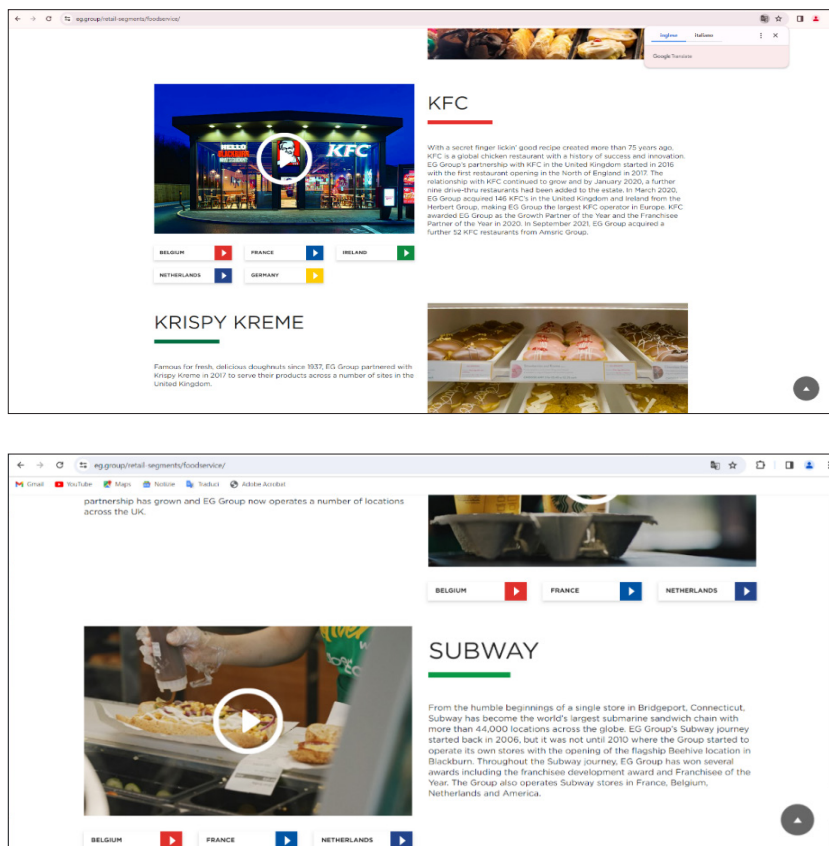 eg.group/retail-segments/foodservice/
Inglese Italiano
Google Translate
HELLO
KFC
KFC
With a secret finger lickin' good recipe created more than 75 years ago,
KFC is a global chicken restaurant with a history of success and innovation.
EG Group's partnership with KFC in the United Kingdom started in 2016
with the first restaurant opening in the North of England in 2017. The
relationship with KFC continued to grow and by January 2020, a further
nine drive-thru restaurants had been added to the estate. In March 2020,
EG Group acquired 146 KFC's in the United Kingdom and Ireland from the
Herbert Group, making EG Group the largest KFC operator in Europe. KFC
awarded EG Group as the Growth Partner of the Year and the Franchisee
Partner of the Year in 2020. In September 2021, EG Group acquired a
further 52 KFC restaurants from Amsric Group.
BELGIUM FRANCE IRELAND
NETHERLANDS GERMANY
KRISPY KREME
Famous for fresh, delicious doughnuts since 1937, EG Group partnered with
Krispy Kreme in 2017 to serve their products across a number of sites in the
United Kingdom.
eg.group/retail-segments/foodservice/
Gmail YouTube Maps Notizie Traduci Adobe Acrobat
partnership has grown and EG Group now operates a number of locations
across the UK.
BELGIUM FRANCE NETHERLANDS
SUBWAY
From the humble beginnings of a single store in Bridgeport, Connecticut,
Subway has become the world's largest submarine sandwich chain with
more than 44,000 locations across the globe. EG Group's Subway journey
started back in 2006, but it was not until 2010 where the Group started to
operate its own stores with the opening of the flagship Beehive location in
Blackburn. Throughout the Subway journey, EG Group has won several
awards including the franchisee development award and Franchisee of the
Year. The Group also operates Subway stores in France, Belgium,
Netherlands and America.
BELGIUM FRANCE NETHERLANDS